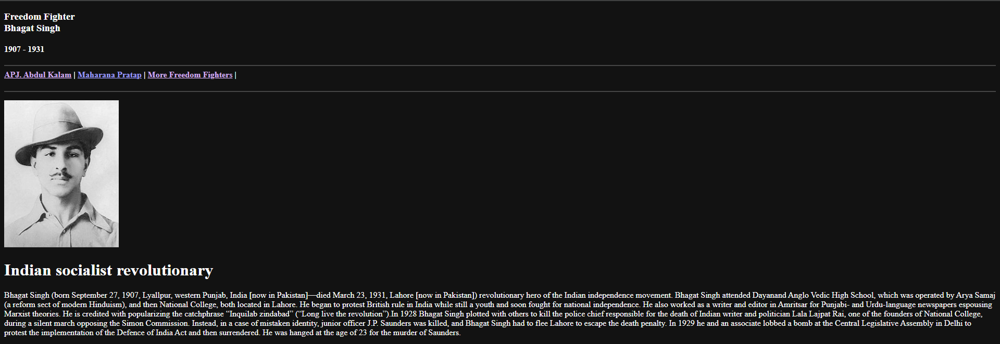 Freedom Fighter
Bhagat Singh
1907 - 1931
APJ. Abdul Kalam | Maharana Pratap | More Freedom Fighters |
Indian socialist revolutionary
Bhagat Singh (born September 27, 1907, Lyallpur, western Punjab, India [now in Pakistan]—died March 23, 1931, Lahore [now in Pakistan]) revolutionary hero of the Indian independence movement. Bhagat Singh attended Dayanand Anglo Vedic High School, which was operated by Arya Samaj
(a reform sect of modern Hinduism), and then National College, both located in Lahore. He began to protest British rule in India while still a youth and soon fought for national independence. He also worked as a writer and editor in Amritsar for Punjabi- and Urdu-language newspapers espousing
Marxist theories. He is credited with popularizing the catchphrase “Inquilab zindabad” (“Long live the revolution”).In 1928 Bhagat Singh plotted with others to kill the police chief responsible for the death of Indian writer and politician Lala Lajpat Rai, one of the founders of National College,
during a silent march opposing the Simon Commission. Instead, in a case of mistaken identity, junior officer J.P. Saunders was killed, and Bhagat Singh had to flee Lahore to escape the death penalty. In 1929 he and an associate lobbed a bomb at the Central Legislative Assembly in Delhi to
protest the implementation of the Defence of India Act and then surrendered. He was hanged at the age of 23 for the murder of Saunders.